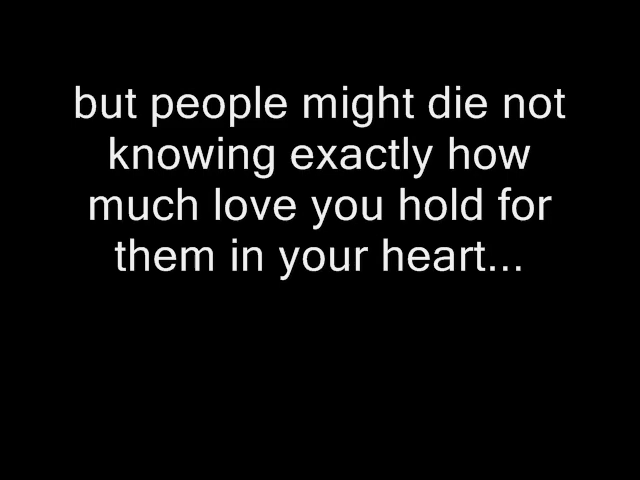 but people might die not
knowing exactly how
much love you hold for
them in your heart...